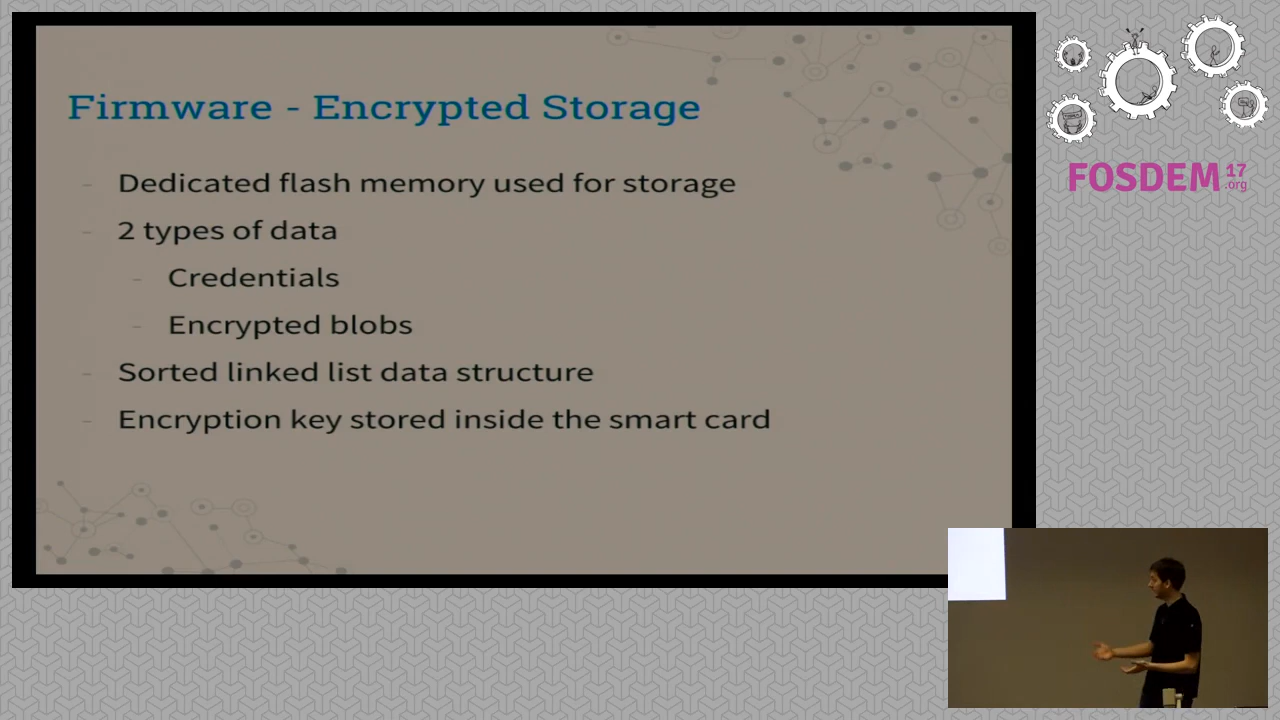 Firmware - Encrypted Storage
- Dedicated flash memory used for storage
- 2 types of data
- Credentials
- Encrypted blobs
- Sorted linked list data structure
- Encryption key stored inside the smart card
FOSDEM 17 .org